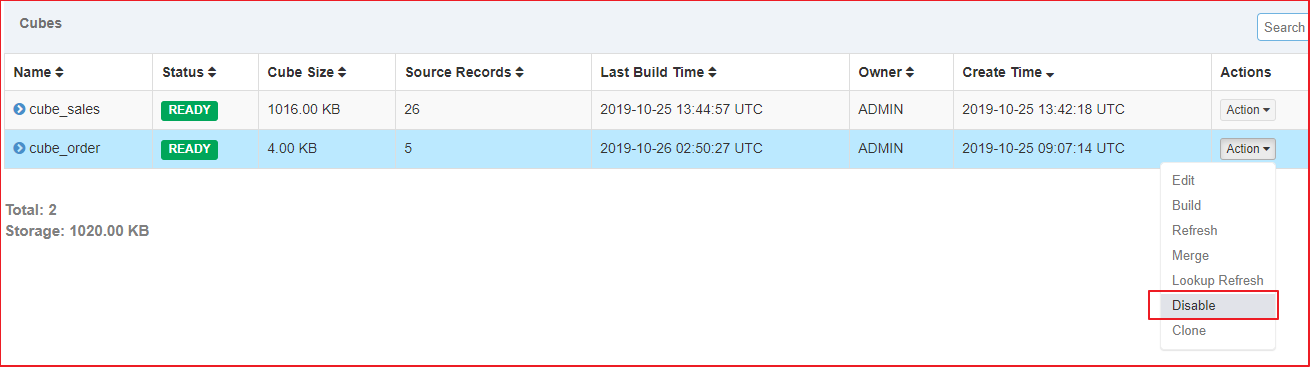 Cubes
Search
Name Status Cube Size Source Records Last Build Time Owner Create Time Actions
cube_sales READY 1016.00 KB 26 2019-10-25 13:44:57 UTC ADMIN 2019-10-25 13:42:18 UTC Action
cube_order READY 4.00 KB 5 2019-10-26 02:50:27 UTC ADMIN 2019-10-25 09:07:14 UTC Action
Edit
Build
Refresh
Merge
Lookup Refresh
Disable
Clone
Total: 2
Storage: 1020.00 KB